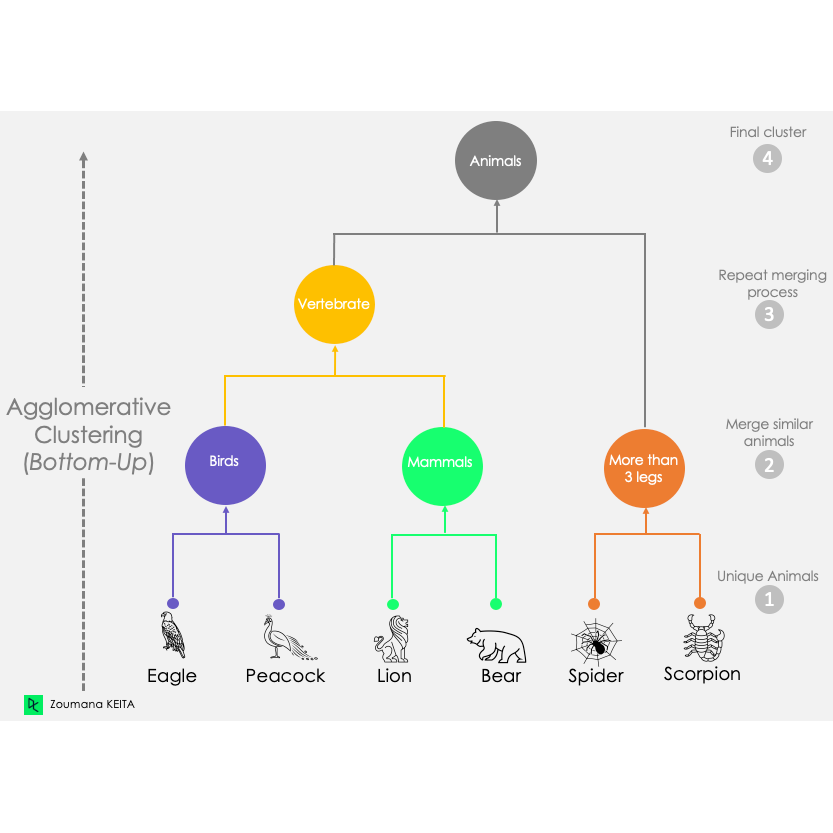 Final cluster
4
Animals
Repeat merging
process
3
Vertebrate
Agglomerative
Clustering
(Bottom-Up)
Merge similar
animals
2
Birds
Mammals
More than
3 legs
Unique Animals
1
Eagle
Peacock
Lion
Bear
Spider
Scorpion
Zoumana KEITA